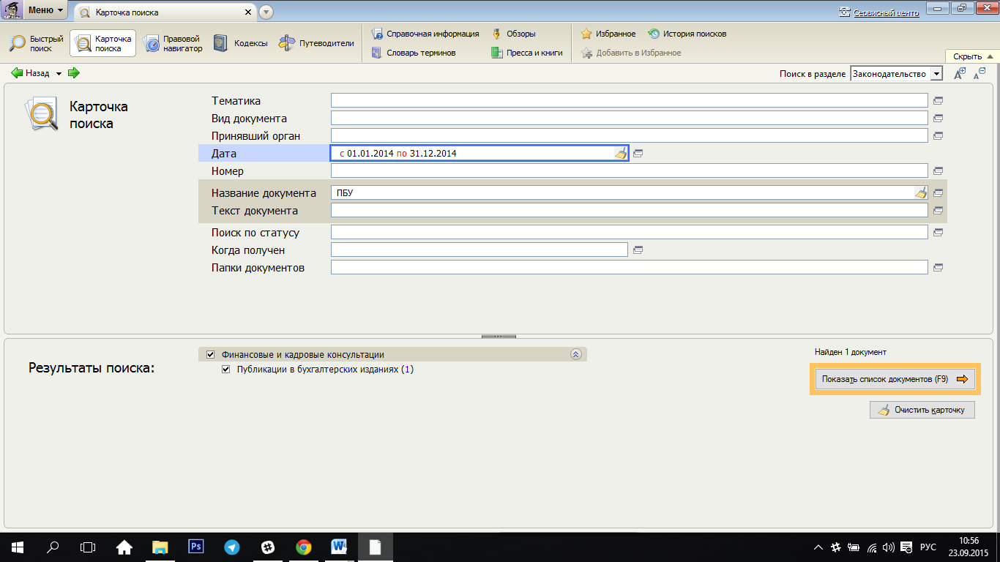 Меню
Карточка поиска
Сервисный центр
Быстрый
поиск
Карточка
поиска
Правовой
навигатор
Кодексы
Путеводители
Справочная информация
Словарь терминов
Обзоры
Пресса и книги
Избранное
История поисков
Добавить в Избранное
Скрыть
Назад
Поиск в разделе Законодательство
Карточка
поиска
Тематика
Вид документа
Принявший орган
Дата с 01.01.2014 по 31.12.2014
Номер
Название документа ПБУ
Текст документа
Поиск по статусу
Когда получен
Папки документов
Результаты поиска:
Финансовые и кадровые консультации
Публикации в бухгалтерских изданиях (1)
Найден 1 документ
Показать список документов (F9)
Очистить карточку
Ps
W
РУС
10:56
23.09.2015